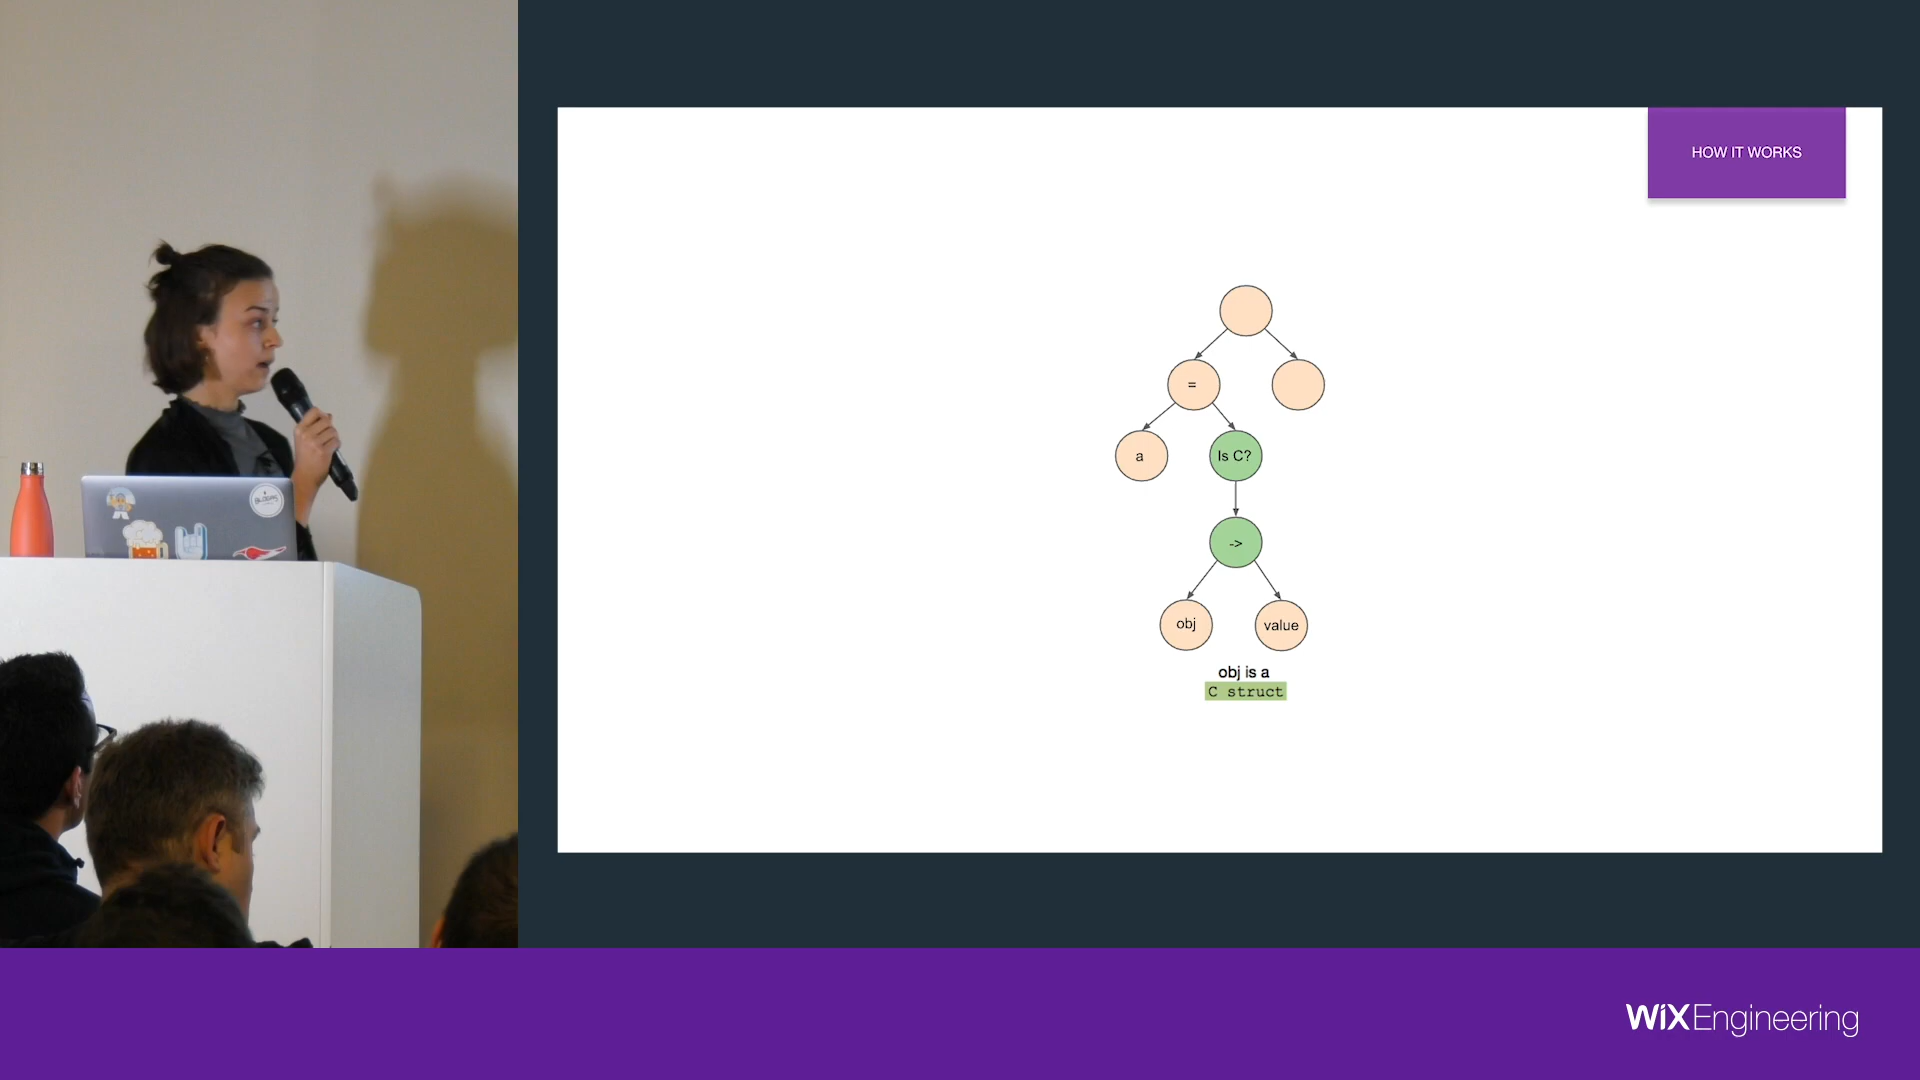 HOW IT WORKS
=
a
Is C?
->
obj
value
obj is a
C struct
WiX Engineering